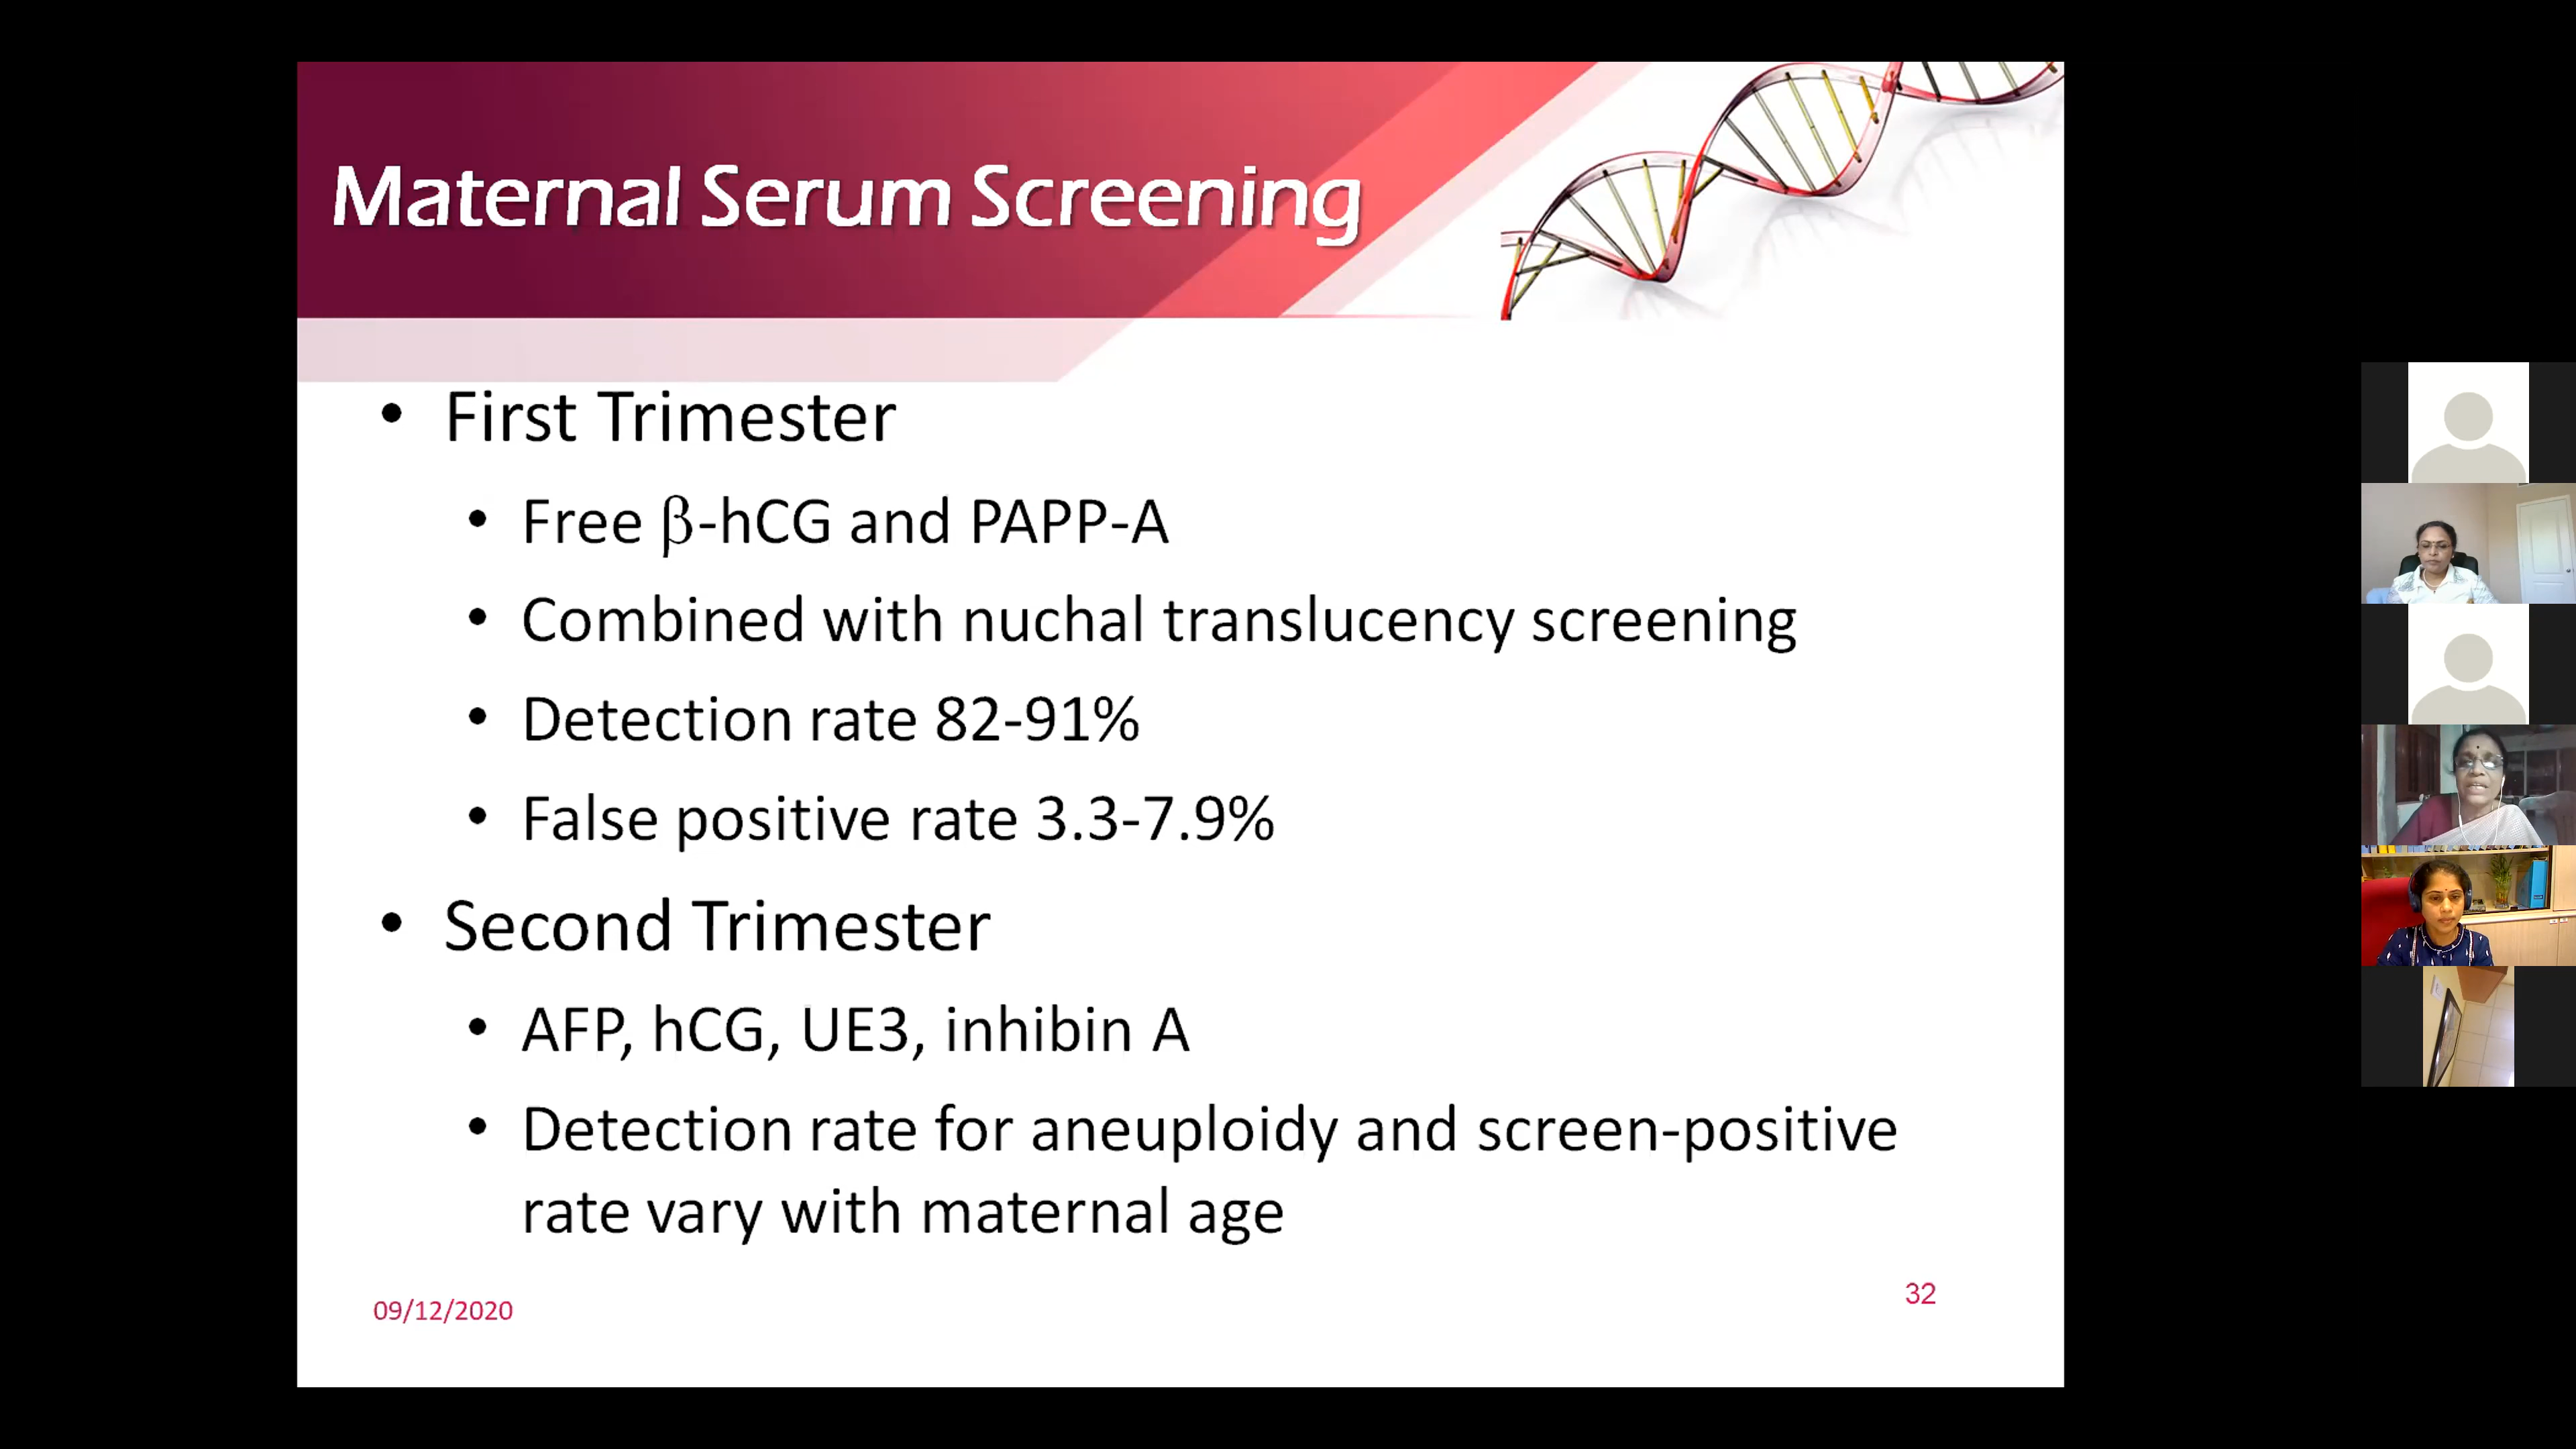 Maternal Serum Screening
• First Trimester
• Free β-hCG and PAPP-A
• Combined with nuchal translucency screening
• Detection rate 82-91%
• False positive rate 3.3-7.9%
• Second Trimester
• AFP, hCG, UE3, inhibin A
• Detection rate for aneuploidy and screen-positive
rate vary with maternal age
09/12/2020
32